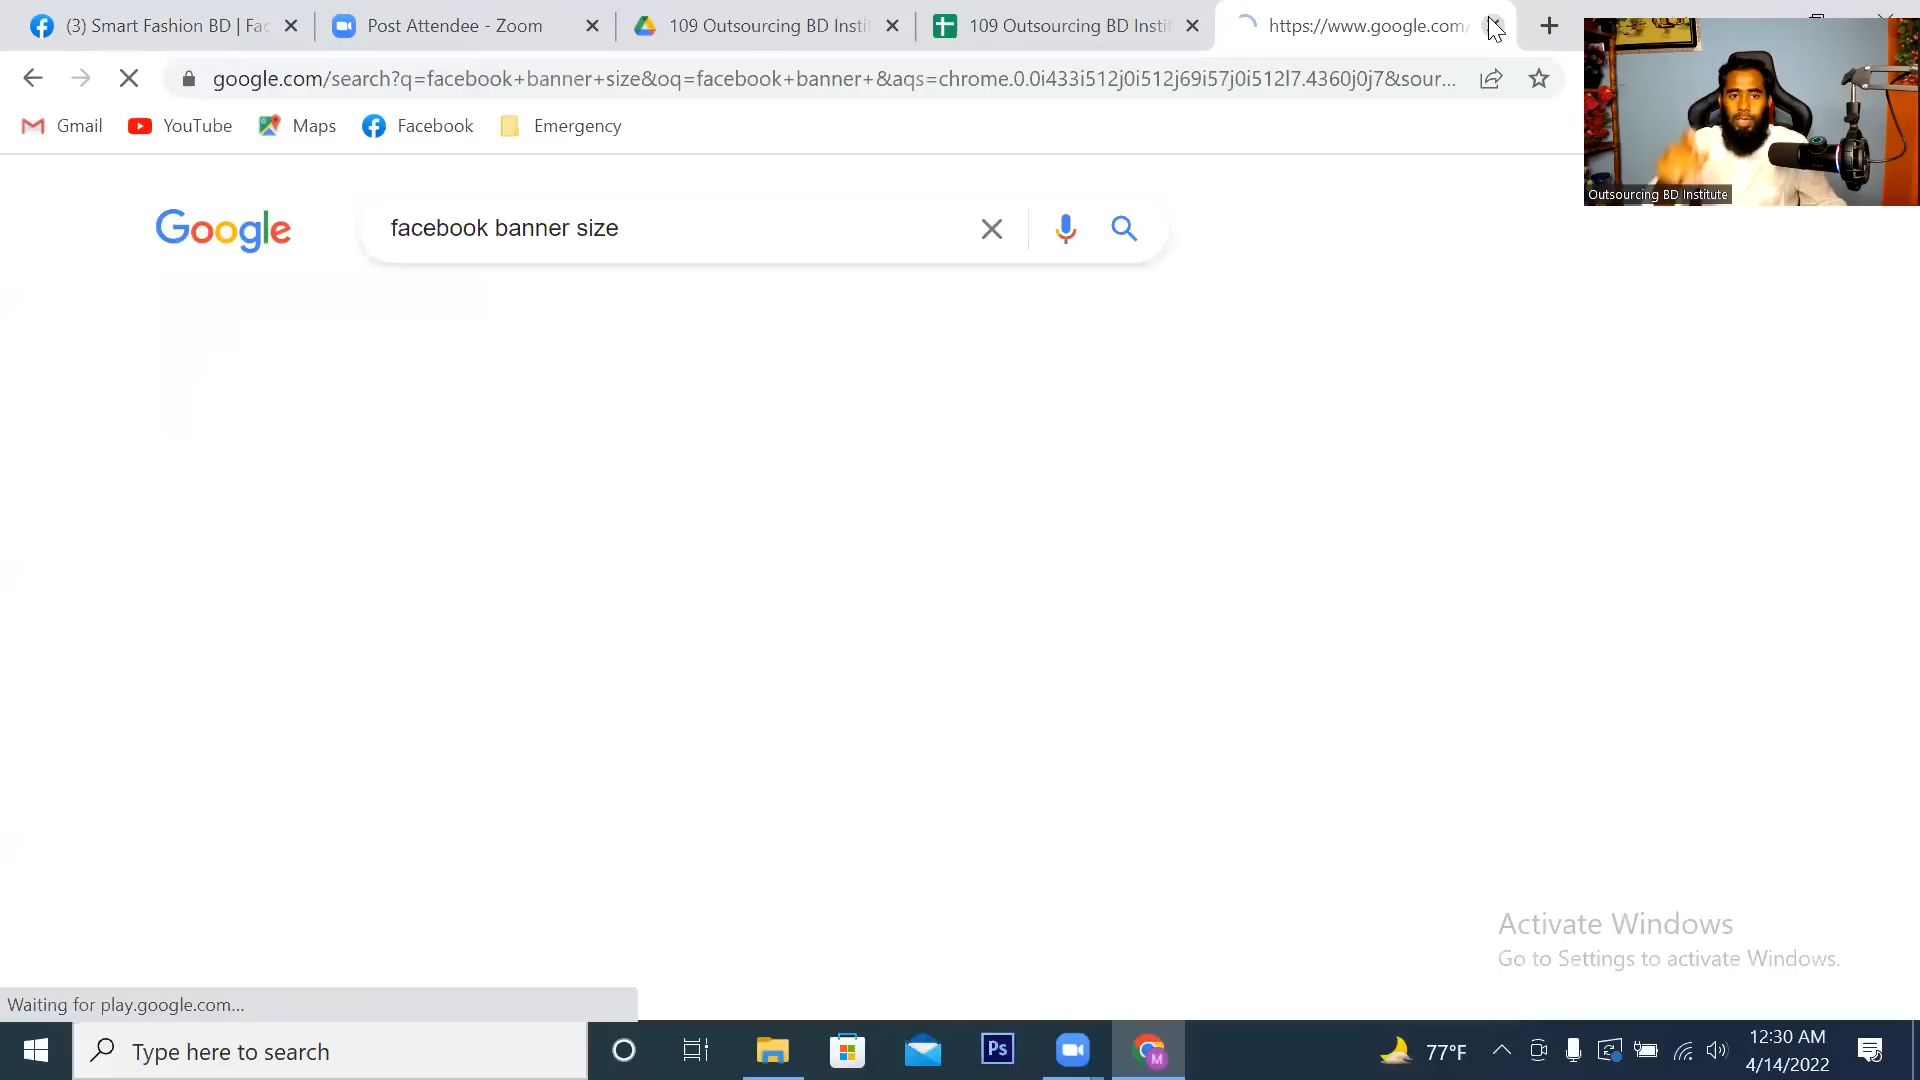 (3) Smart Fashion BD | Fac
Post Attendee - Zoom
109 Outsourcing BD Insti
109 Outsourcing BD Instit
https://www.google.com/
google.com/search?q=facebook+banner+size&oq=facebook+banner+&aqs=chrome.0.0i433i512j0i512j69i57j0i512l7.4360j0j7&sour...
Gmail
YouTube
Maps
Facebook
Emergency
Outsourcing BD Institute
Google
facebook banner size
Activate Windows
Go to Settings to activate Windows.
Waiting for play.google.com...
Type here to search
Ps
M
77°F
12:30 AM
4/14/2022